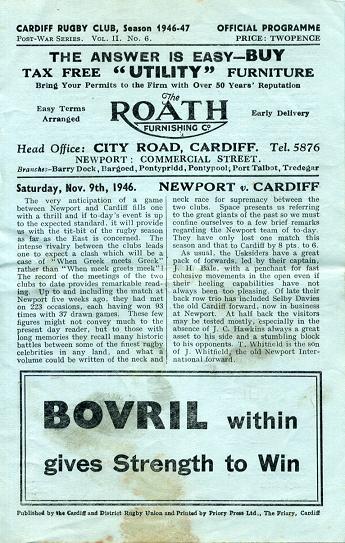 CARDIFF RUGBY CLUB, Season 1946-47 OFFICIAL PROGRAMME
POST-WAR SERIES. VOL. II. No. 6. PRICE: TWOPENCE
THE ANSWER IS EASY—BUY
TAX FREE "UTILITY" FURNITURE
Bring Your Permits to the Firm with Over 50 Years' Reputation
Easy Terms
Arranged
The
ROATH
FURNISHING Co
Early Delivery
Head Office: CITY ROAD, CARDIFF. Tel. 5876
NEWPORT: COMMERCIAL STREET.
Branches:—Barry Dock, Bargoed, Pontypridd, Pontypool, Port Talbot, Tredegar
Saturday, Nov. 9th, 1946. NEWPORT v. CARDIFF
The very anticipation of a game
between Newport and Cardiff fills one
with a thrill and if to-day's event is up
to the expected standard, it will provide
us with the tit-bit of the rugby season
as far as the East is concerned. The
intense rivalry between the clubs leads
one to expect a clash which will be a
case of "When Greek meets Greek"
rather than "When meek greets meek"!
The record of the meetings of the two
clubs to date provides remarkable read-
ing. Up to and including the match at
Newport five weeks ago, they had met
on 223 occasions, each having won 93
times with 37 drawn games. These few
figures might not convey much to the
present day reader, but to those with
long memories they recall many historic
battles between some of the finest rugby
celebrities in any land, and what a
volume could be written of the neck and
neck race for supremacy between the
two clubs. Space presents us referring
to the great giants of the past so we must
confine ourselves to a few brief remarks
regarding the Newport team of to-day.
They have only lost one match this
season and that to Cardiff by 8 pts. to 6.
As usual, the Usksiders have a great
pack of forwards, led by their captain,
J. H. Bale, with a penchant for fast
collusive movements in the open even if
their heeling capabilities have not
always been too pleasing. Of late their
back row trio has included Selby Davies
the old Cardiff forward, now in business
at Newport. At half back the visitors
may be tested mostly, especially in the
absence of J. C. Hawkins always a great
asset to his side and a stumbling block
to his opponents. T. Whitfield is the son
of J. Whitfield, the old Newport Inter-
national forward.
BOVRIL within
gives Strength to Win
Published by the Cardiff and District Rugby Union and Printed by Priory Press Ltd., The Friary, Cardiff